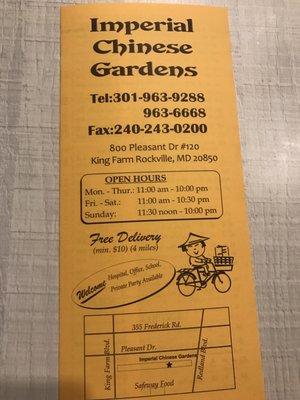 Imperial
Chinese
Gardens
Tel:301-963-9288
963-6668
Fax:240-243-0200
800 Pleasant Dr #120
King Farm Rockville, MD 20850
OPEN HOURS
Mon. - Thur.: 11:00 am - 10:00 pm
Fri. - Sat.: 11:00 am - 10:30 pm
Sunday: 11:30 noon - 10:00 pm
Free Delivery
(min. $10) (4 miles)
Welcome
Hospital, Office, School.
Private Party Available
355 Frederick Rd.
Pleasant Dr.
Imperial Chinese Gardens
King Farm Blvd.
Redland Blvd.
Safeway Food